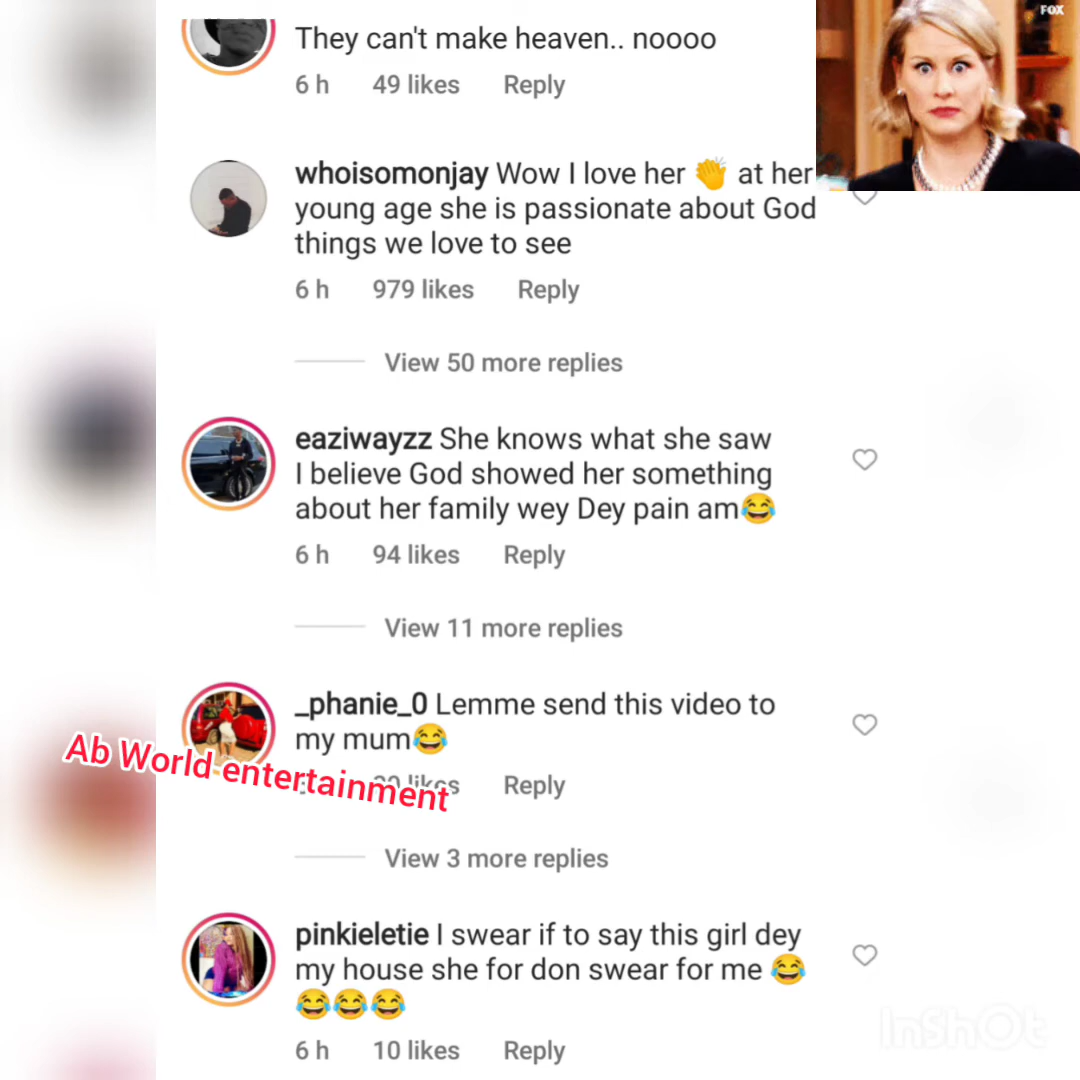 FOX
They can't make heaven.. noooo
6 h 49 likes Reply
whoisomonjay Wow I love her 👏 at her
young age she is passionate about God
things we love to see
6 h 979 likes Reply
View 50 more replies
eaziwayzz She knows what she saw
I believe God showed her something
about her family wey Dey pain am😂
6 h 94 likes Reply
View 11 more replies
_phanie_0 Lemme send this video to
my mum😂
Ab World entertainment
likes Reply
View 3 more replies
pinkieletie I swear if to say this girl dey
my house she for don swear for me 😂
😂😂😂
6 h 10 likes Reply
InShOt